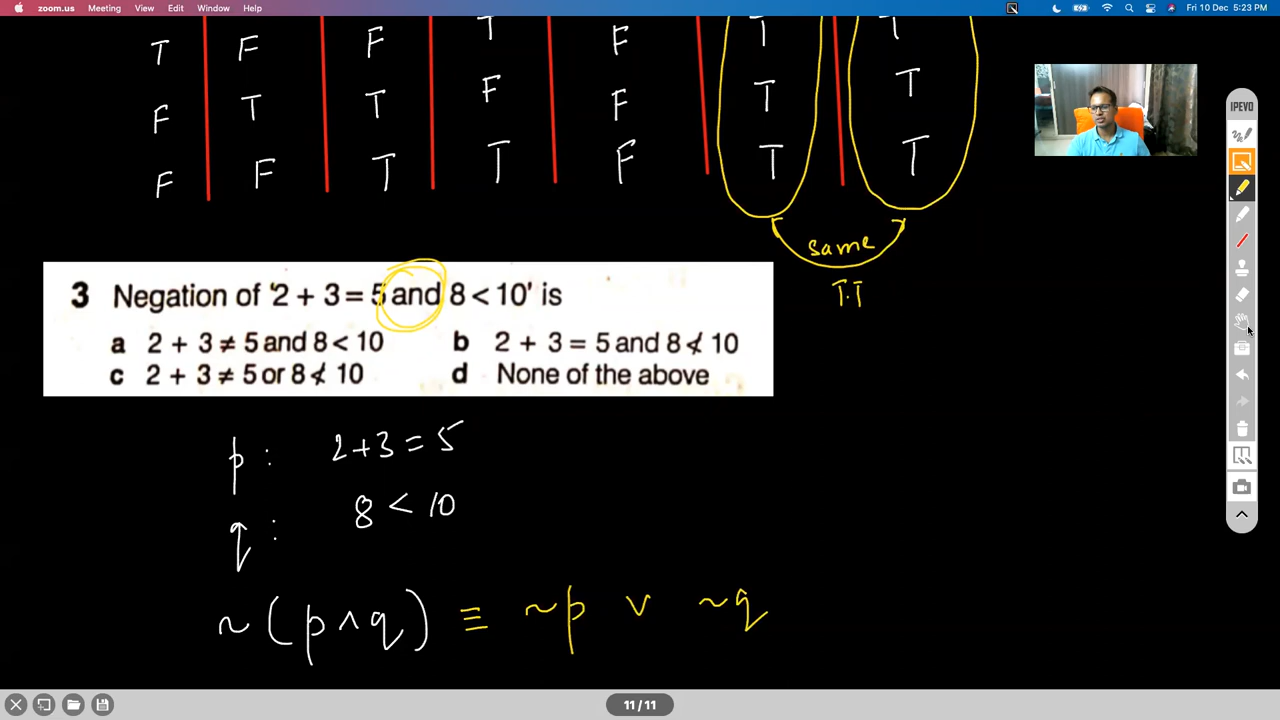 zoom.us Meeting View Edit Window Help Fri 10 Dec 5:23 PM
T F F T F T T
F T T F F T T
F F T T F T T
same
T.T
IPEVO
3 Negation of '2 + 3 = 5 and 8 < 10' is
a 2 + 3 ≠ 5 and 8 < 10 b 2 + 3 = 5 and 8 ≮ 10
c 2 + 3 ≠ 5 or 8 ≮ 10 d None of the above
p : 2+3 = 5
q : 8 < 10
~(p ∧ q) ≡ ~p ∨ ~q
11 / 11